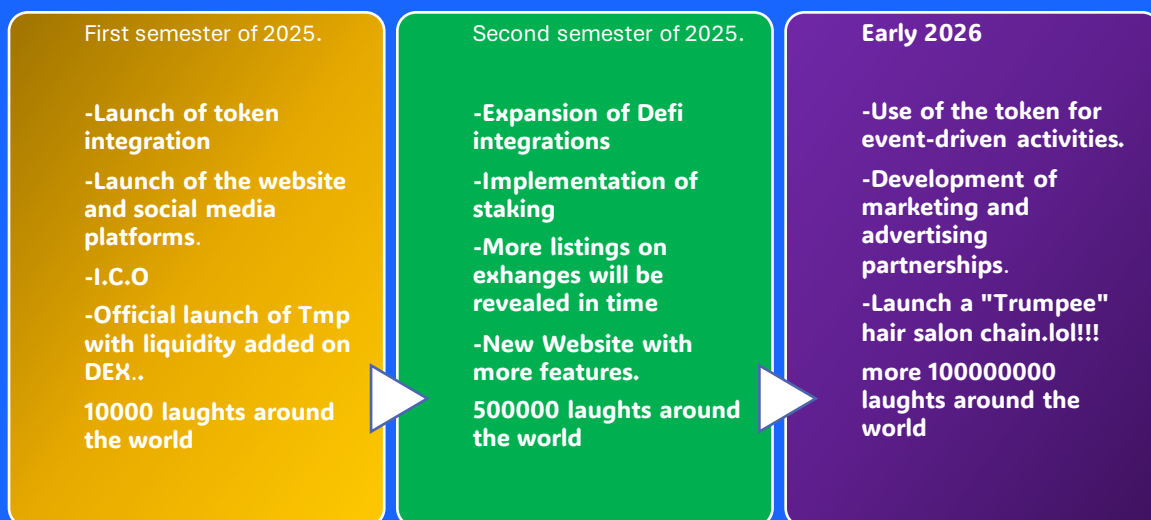 First semester of 2025.
-Launch of token
integration
-Launch of the website
and social media
platforms.
-I.C.O
-Official launch of Tmp
with liquidity added on
DEX..
10000 laughts around
the world
Second semester of 2025.
-Expansion of Defi
integrations
-Implementation of
staking
-More listings on
exhanges will be
revealed in time
-New Website with
more features.
500000 laughts around
the world
Early 2026
-Use of the token for
event-driven activities.
-Development of
marketing and
advertising
partnerships.
-Launch a "Trumpee"
hair salon chain.lol!!!
more 100000000
laughts around the
world